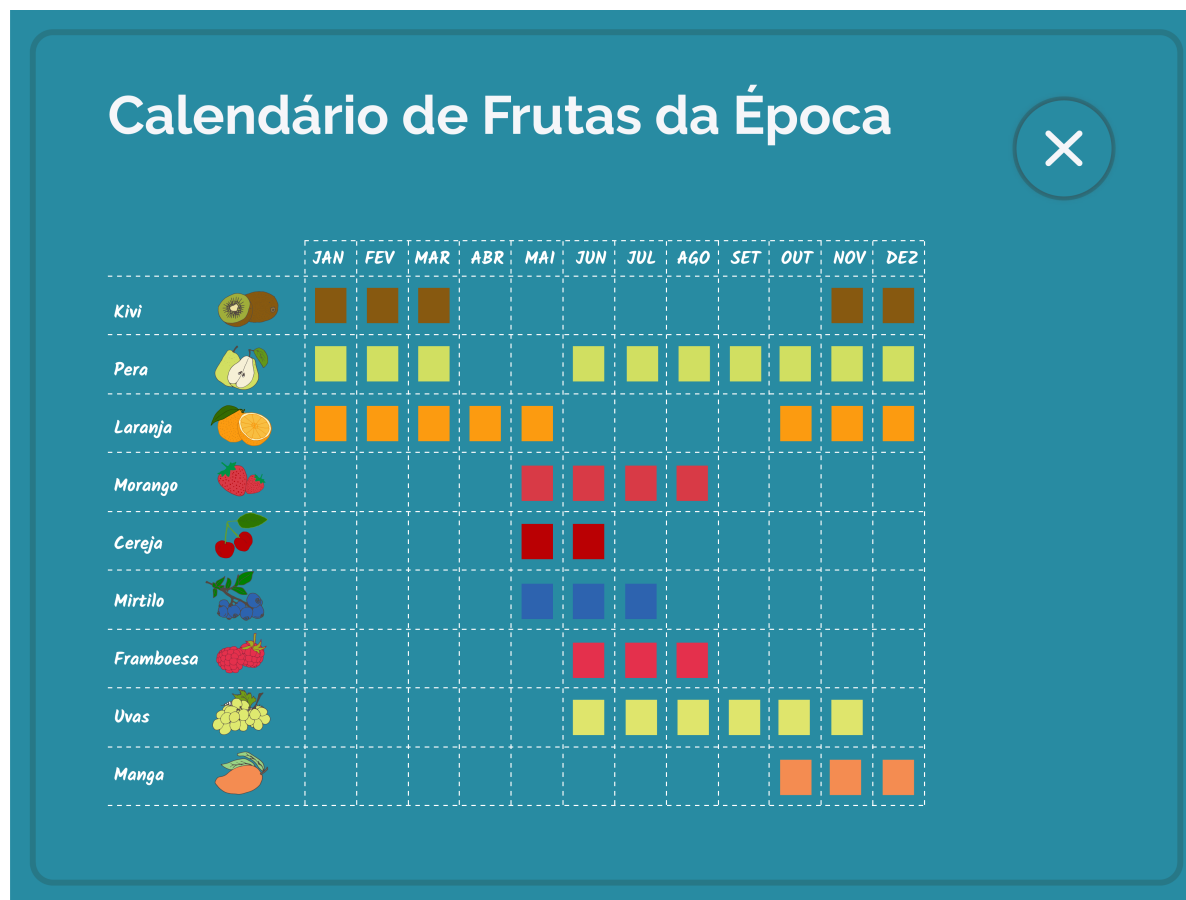 Calendário de Frutas da Época
JAN FEV MAR ABR MAI JUN JUL AGO SET OUT NOV DEZ
Kivi
Pera
Laranja
Morango
Cereja
Mirtilo
Framboesa
Uvas
Manga